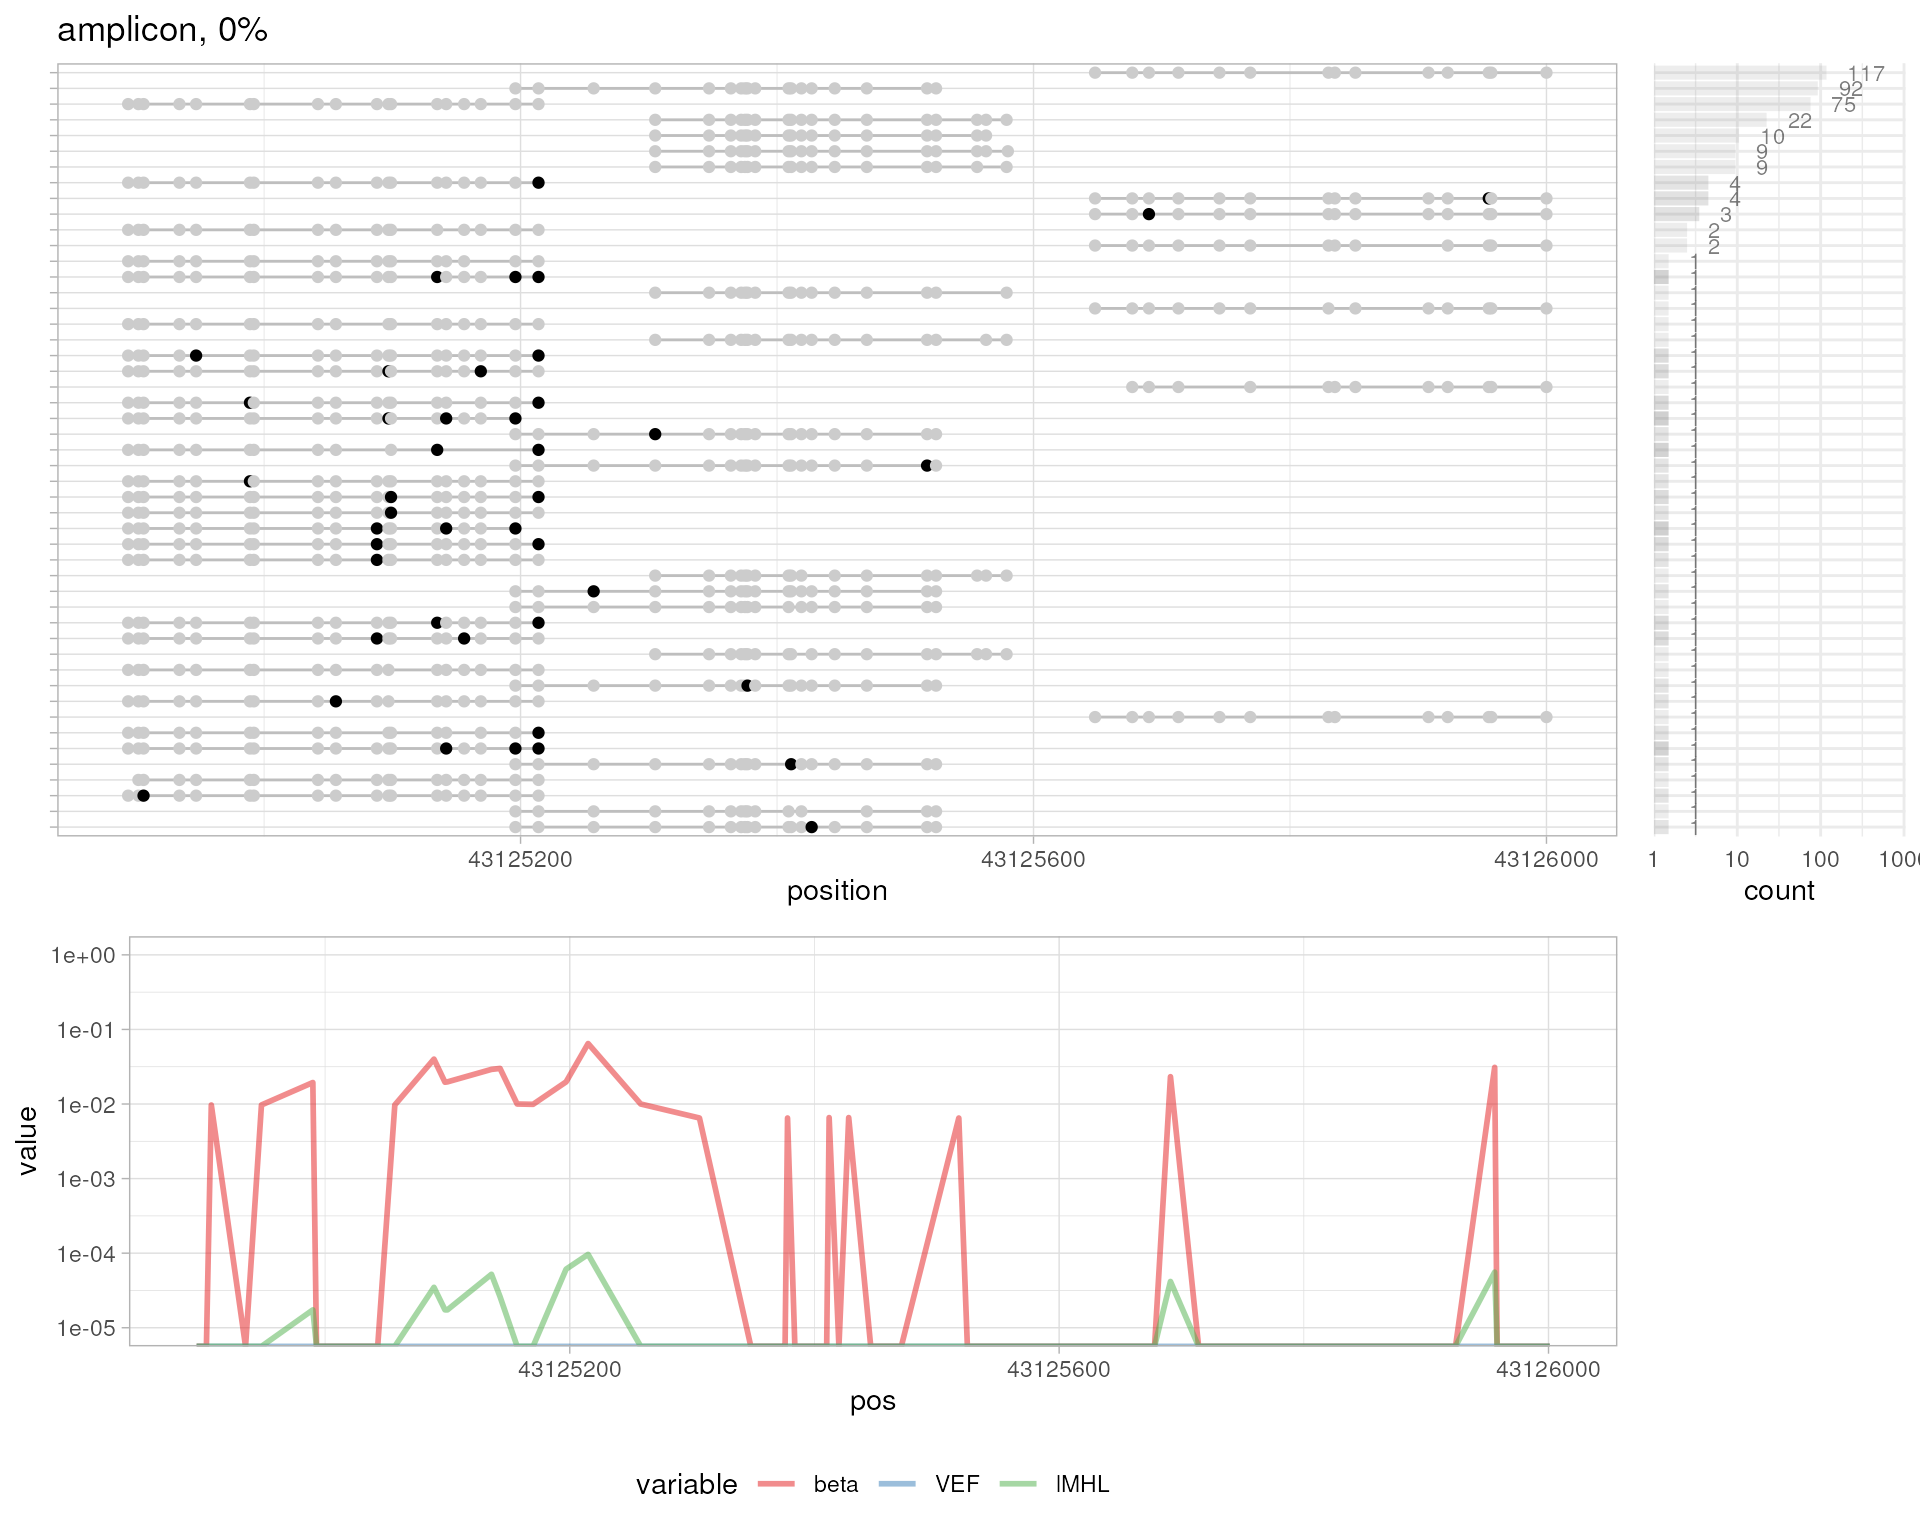 amplicon, 0%
117
92
75
22
10
9
9
4
4
3
2
2
43125200 43125600 43126000
1 10 100 100
position
count
1e+00
1e-01
1e-02
1e-03
1e-04
1e-05
value
43125200 43125600 43126000
pos
variable beta VEF lMHL